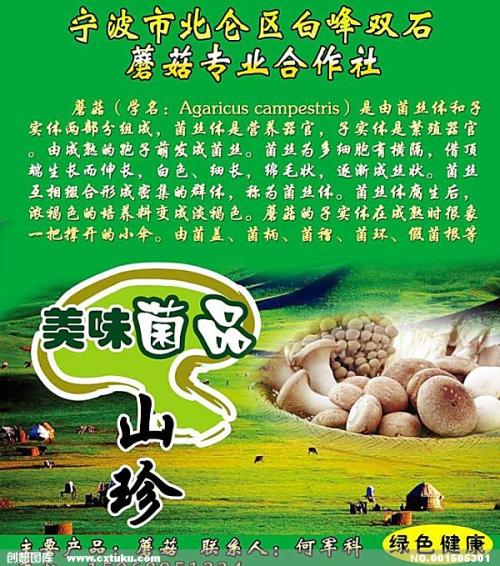 宁波市北仑区白峰双石
蘑菇专业合作社
蘑菇（学名：Agaricus campestris）是由菌丝体和子
实体两部分组成，菌丝体是营养器官，子实体是繁殖器官
。由成熟的孢子萌发成菌丝。菌丝为多细胞有横隔，借顶
端生长而伸长，白色、细长，绵毛状，逐渐成丝状。菌丝
互相缀合形成密集的群体，称为菌丝体。菌丝体腐生后，
浓褐色的培养料变成淡褐色。蘑菇的子实体在成熟时很象
一把撑开的小伞。由菌盖、菌柄、菌褶、菌环、假菌根等
美味菌品
山珍
主要产品：蘑菇 联系人：何军科
绿色健康
创想图库 www.cxtuku.com
NO.001505301